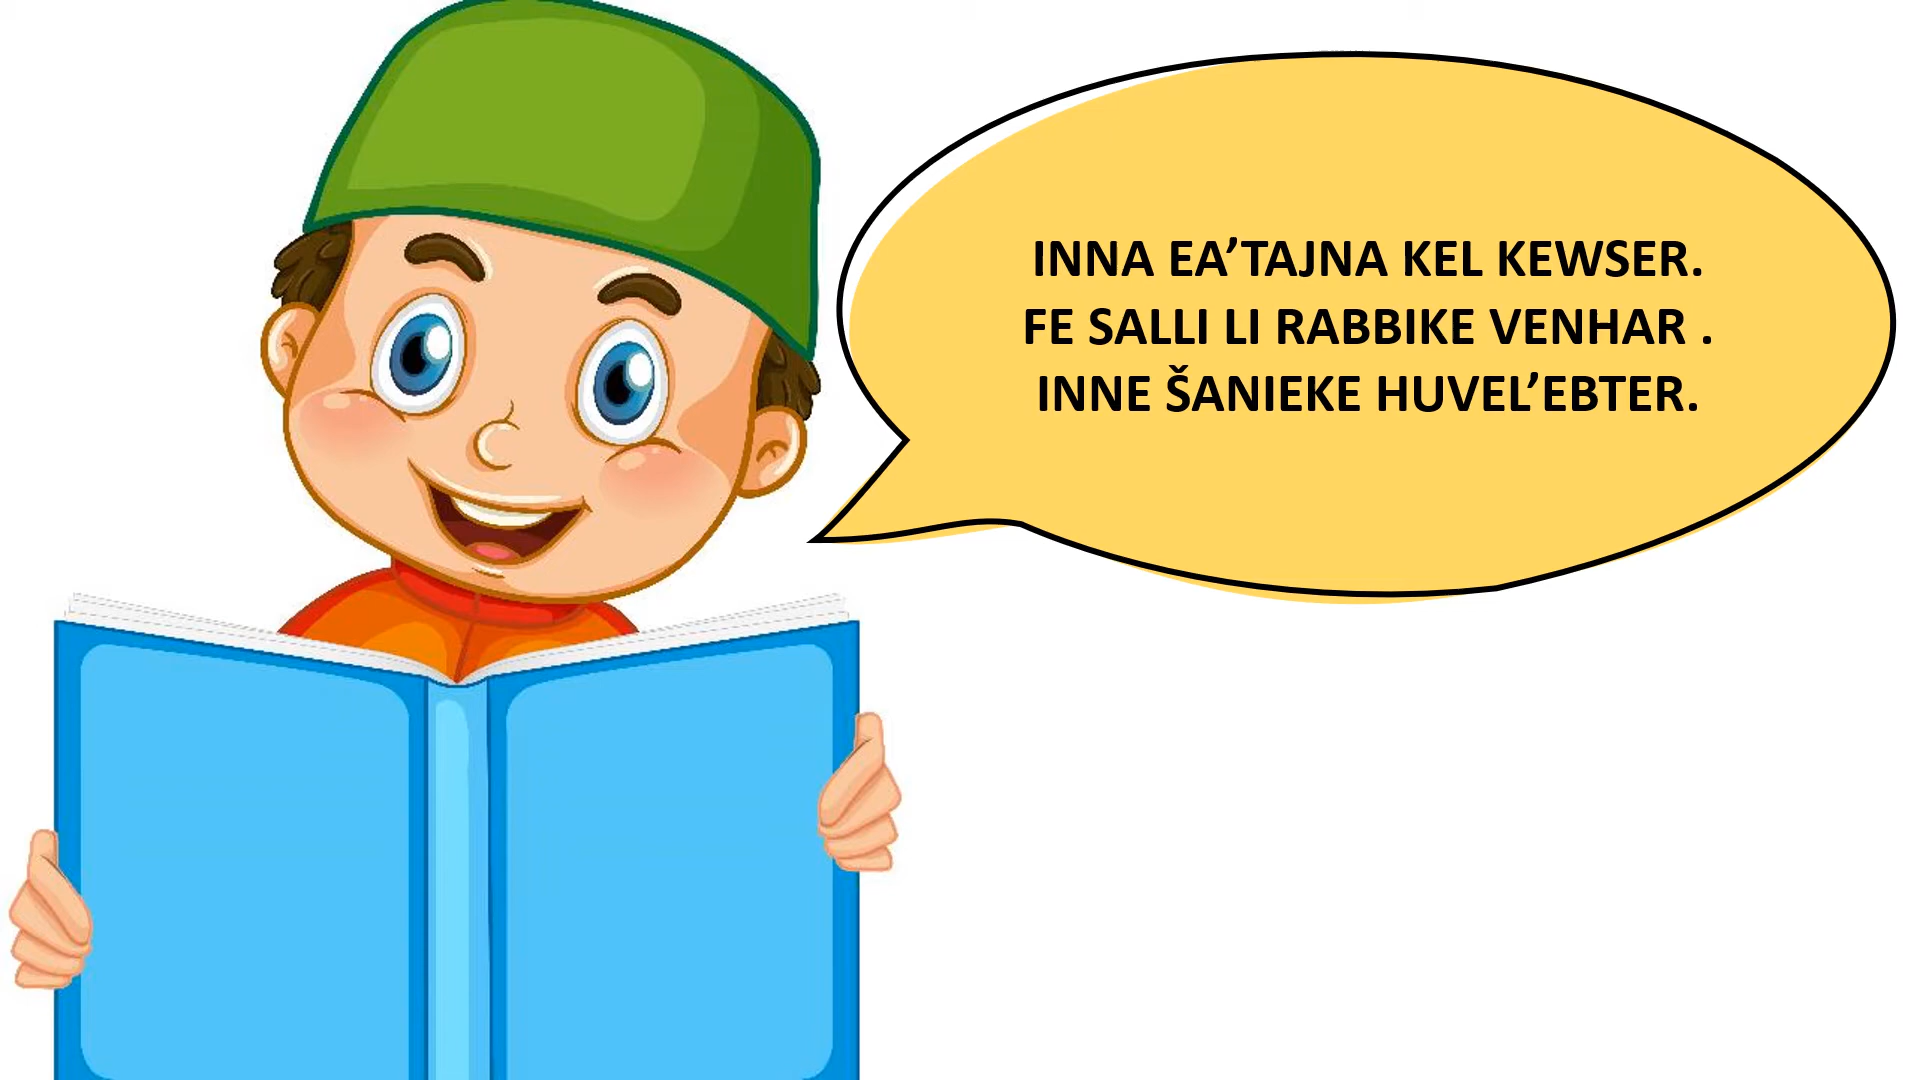 INNA EA’TAJNA KEL KEWSER.
FE SALLI LI RABBIKE VENHAR .
INNE ŠANIEKE HUVEL’EBTER.